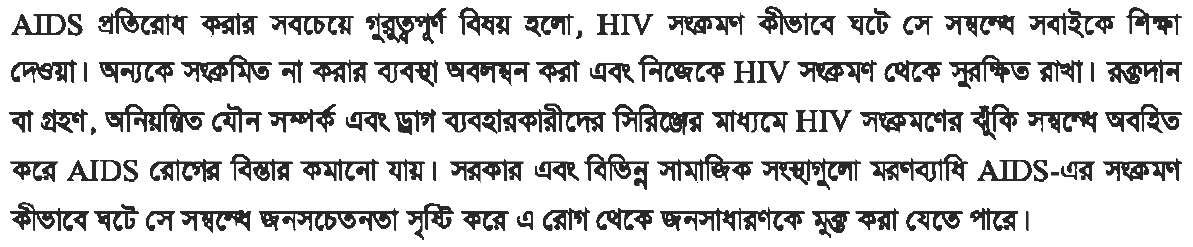 AIDS প্রতিরোধ করার সবচেয়ে গুরুত্বপূর্ণ বিষয় হলো, HIV সংক্রমণ কীভাবে ঘটে সে সম্বন্ধে সবাইকে শিক্ষা
দেওয়া। অন্যকে সংক্রমিত না করার ব্যবস্থা অবলম্বন করা এবং নিজেকে HIV সংক্রমণ থেকে সুরক্ষিত রাখা। রক্তদান
বা গ্রহণ, অনিয়ন্ত্রিত যৌন সম্পর্ক এবং ড্রাগ ব্যবহারকারীদের সিরিঞ্জের মাধ্যমে HIV সংক্রমণের ঝুঁকি সম্বন্ধে অবহিত
করে AIDS রোগের বিস্তার কমানো যায়। সরকার এবং বিভিন্ন সামাজিক সংস্থাগুলো মরণব্যাধি AIDS-এর সংক্রমণ
কীভাবে ঘটে সে সম্বন্ধে জনসচেতনতা সৃষ্টি করে এ রোগ থেকে জনসাধারণকে মুক্ত করা যেতে পারে।